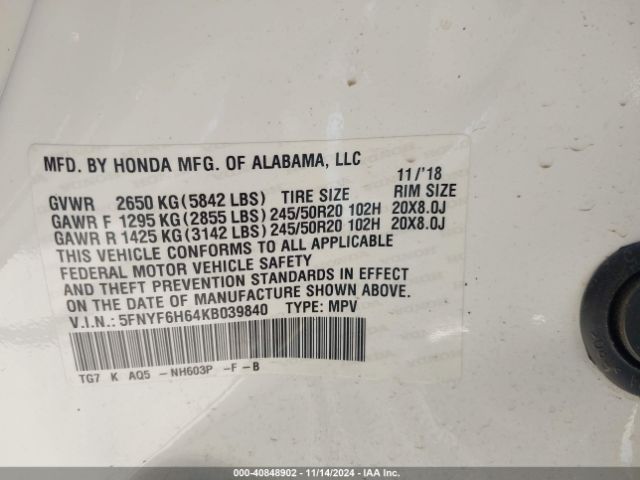 MFD. BY HONDA MFG. OF ALABAMA, LLC 11/'18
GVWR 2650 KG(5842 LBS) TIRE SIZE RIM SIZE
GAWR F 1295 KG(2855 LBS)245/50R20 102H 20X8.0J
GAWR R 1425 KG(3142 LBS)245/50R20 102H 20X8.0J
THIS VEHICLE CONFORMS TO ALL APPLICABLE
FEDERAL MOTOR VEHICLE SAFETY
AND THEFT PREVENTION STANDARDS IN EFFECT
ON THE DATE OF MANUFACTURE SHOWN ABOVE.
V.I.N.: 5FNYF6H64KB039840 TYPE: MPV
TG7 K AQ5 -NH603P -F-B
000-40848902 - 11/14/2024 - IAA Inc.